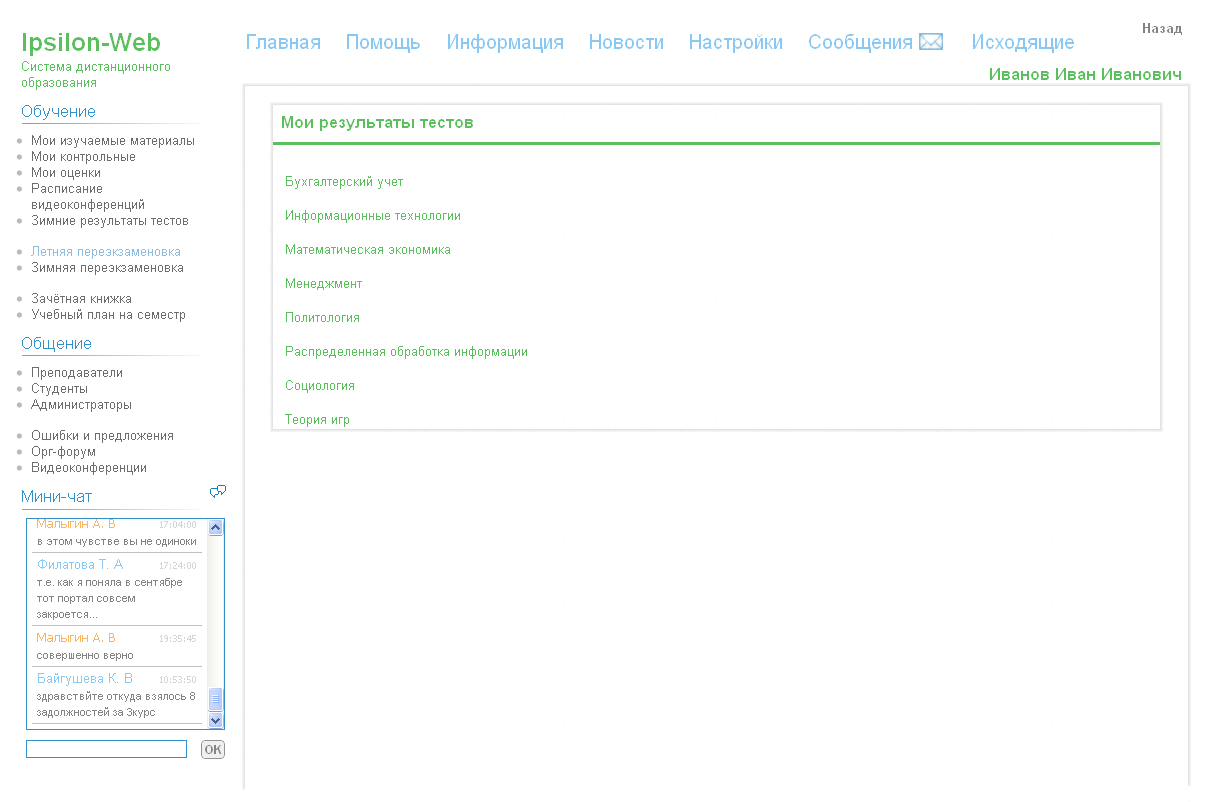 Ipsilon-Web
Система дистанционного
образования
Главная Помощь Информация Новости Настройки Сообщения Исходящие
Назад
Иванов Иван Иванович
Обучение
Мои изучаемые материалы
Мои контрольные
Мои оценки
Расписание
видеоконференций
Зимние результаты тестов
Летняя переэкзаменовка
Зимняя переэкзаменовка
Зачётная книжка
Учебный план на семестр
Общение
Преподаватели
Студенты
Администраторы
Ошибки и предложения
Орг-форум
Видеоконференции
Мини-чат
Малыгин А. В 17:04:00
в этом чувстве вы не одиноки
Филатова Т. А 17:24:00
т.е. как я поняла в сентябре
тот портал совсем
закроется...
Малыгин А. В 19:35:45
совершенно верно
Байгушева К. В 10:53:50
здравствйте откуда взялось 8
задолжностей за 3курс
OK
Мои результаты тестов
Бухгалтерский учет
Информационные технологии
Математическая экономика
Менеджмент
Политология
Распределенная обработка информации
Социология
Теория игр